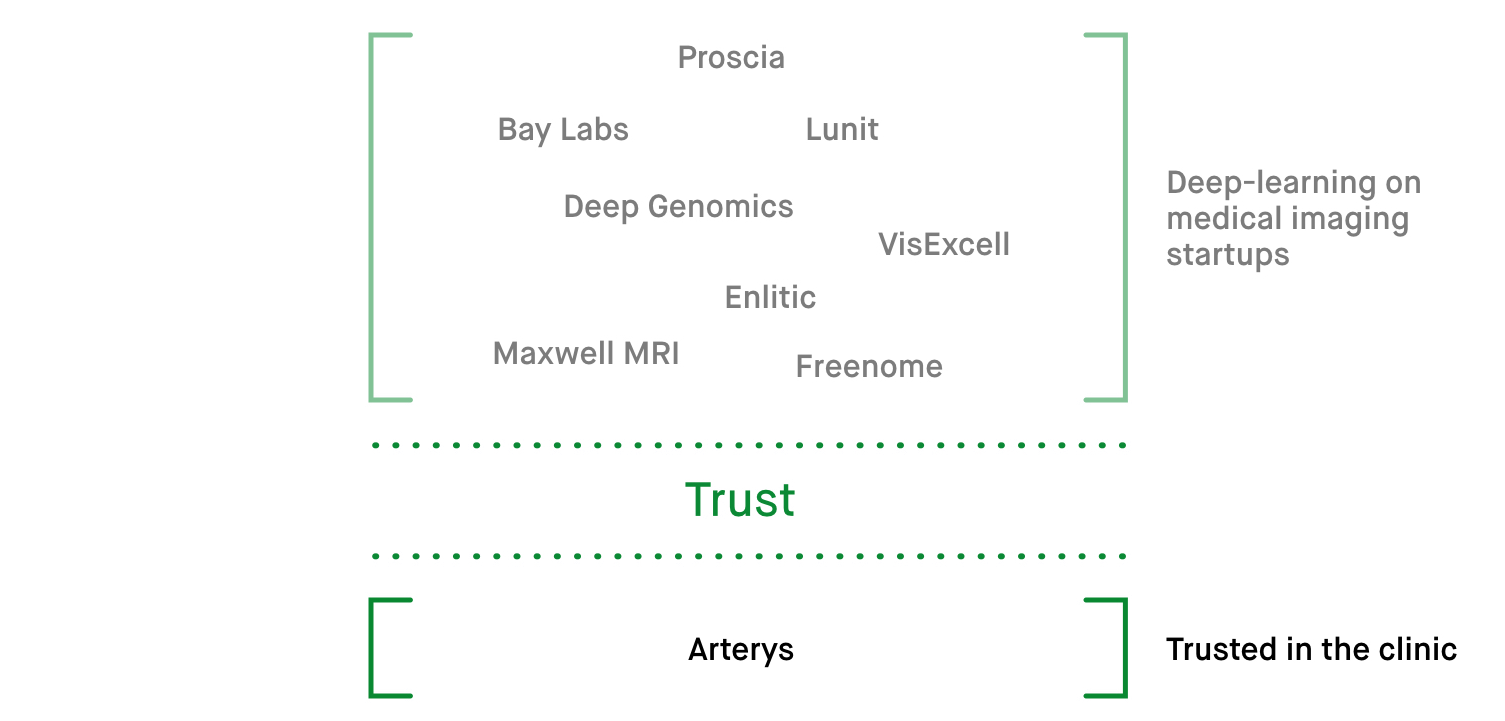 Proscia
Bay Labs
Lunit
Deep Genomics
VisExcell
Enlitic
Maxwell MRI
Freenome
Deep-learning on
medical imaging
startups
Trust
Arterys
Trusted in the clinic